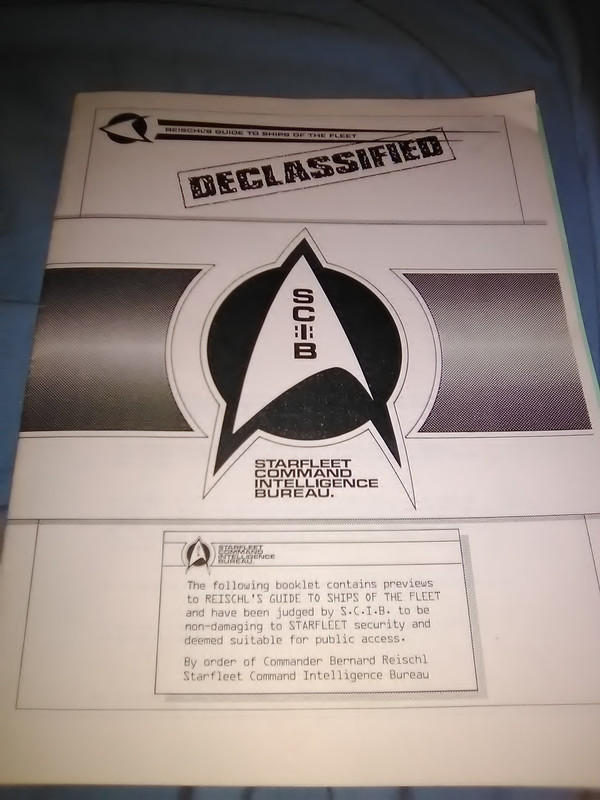 REISCHL'S GUIDE TO SHIPS OF THE FLEET
DECLASSIFIED
S
C
I
B
STARFLEET
COMMAND
INTELLIGENCE
BUREAU.
STARFLEET
COMMAND
INTELLIGENCE
BUREAU.
The following booklet contains previews
to REISCHL'S GUIDE TO SHIPS OF THE FLEET
and have been judged by S.C.I.B. to be
non-damaging to STARFLEET security and
deemed suitable for public access.
By order of Commander Bernard Reischl
Starfleet Command Intelligence Bureau